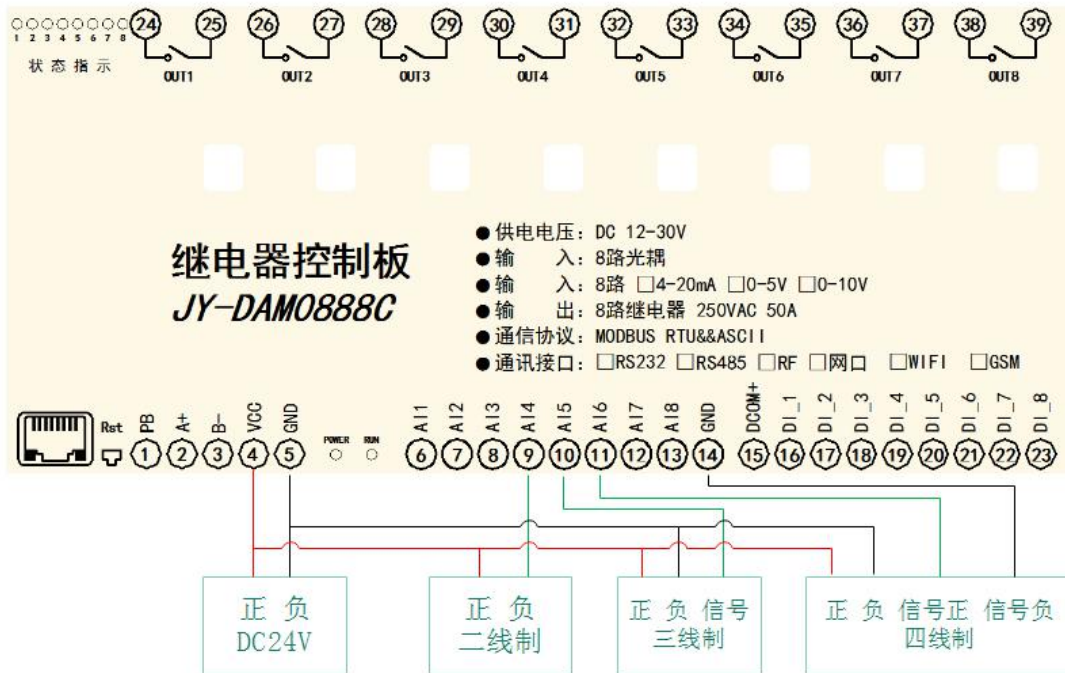 24 25 26 27 28 29 30 31 32 33 34 35 36 37 38 39
1 2 3 4 5 6 7 8
状态指示
OUT1 OUT2 OUT3 OUT4 OUT5 OUT6 OUT7 OUT8
继电器控制板
JY-DAM0888C
●供电电压: DC 12-30V
●输 入: 8路光耦
●输 入: 8路 □4-20mA □0-5V □0-10V
●输 出: 8路继电器 250VAC 50A
●通信协议: MODBUS RTU&&ASCII
●通讯接口: □RS232 □RS485 □RF □网口 □WIFI □GSM
Rst PB A+ B- VCC GND POWER RUN AI1 AI2 AI3 AI4 AI5 AI6 AI7 AI8 GND DCOM+ DI_1 DI_2 DI_3 DI_4 DI_5 DI_6 DI_7 DI_8
1 2 3 4 5 6 7 8 9 10 11 12 13 14 15 16 17 18 19 20 21 22 23
正 负
DC24V
正 负
二线制
正 负 信号
三线制
正 负 信号正 信号负
四线制